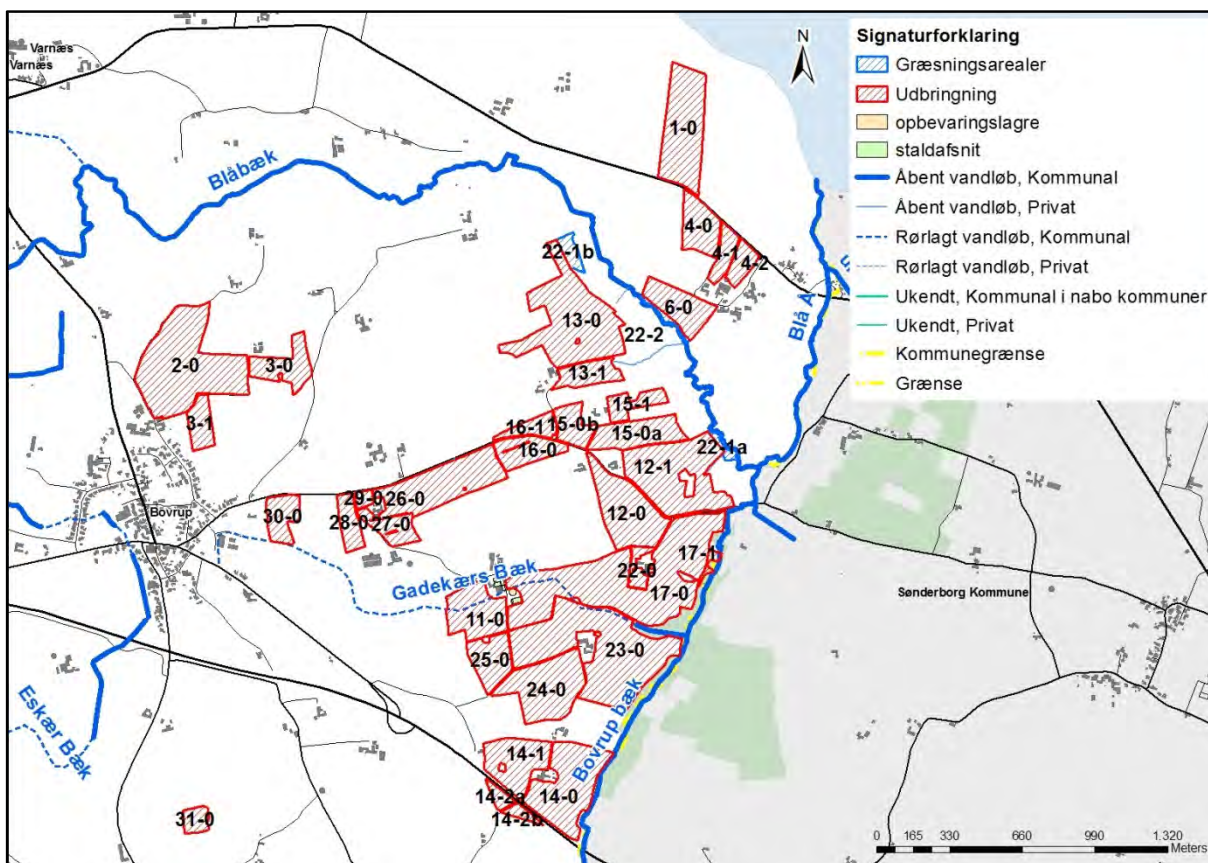 Varnæs
Varnæs
Blåbæk
N
Signaturforklaring
Græsningsarealer
Udbringning
opbevaringslagre
staldafsnit
Åbent vandløb, Kommunal
Åbent vandløb, Privat
Rørlagt vandløb, Kommunal
Rørlagt vandløb, Privat
Ukendt, Kommunal i nabo kommuner
Ukendt, Privat
Kommunegrænse
Grænse
1-0
4-0
4-1
4-2
22-1b
6-0
13-0
22-2
Blå Å
2-0
3-0
13-1
3-1
15-1
16-1
15-0b
15-0a
16-0
22-1a
12-1
29-0
26-0
30-0
28-0
27-0
12-0
Bovrup
17-1
22-0
Gadekærs Bæk
17-0
Sønderborg Kommune
11-0
23-0
25-0
24-0
Eskær Bæk
Bovrup bæk
14-1
14-2a
14-0
14-2b
31-0
0 165 330 660 990 1.320
Meters